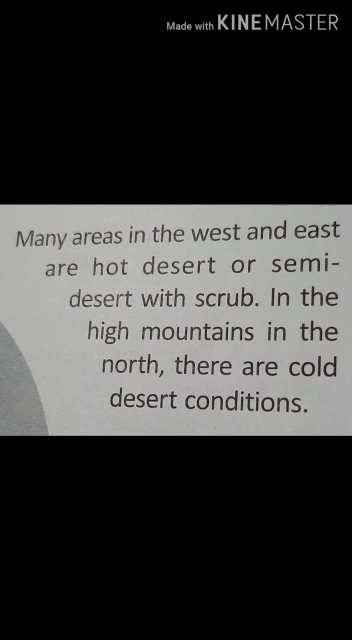 Made with KINEMASTER
Many areas in the west and east
are hot desert or semi-
desert with scrub. In the
high mountains in the
north, there are cold
desert conditions.